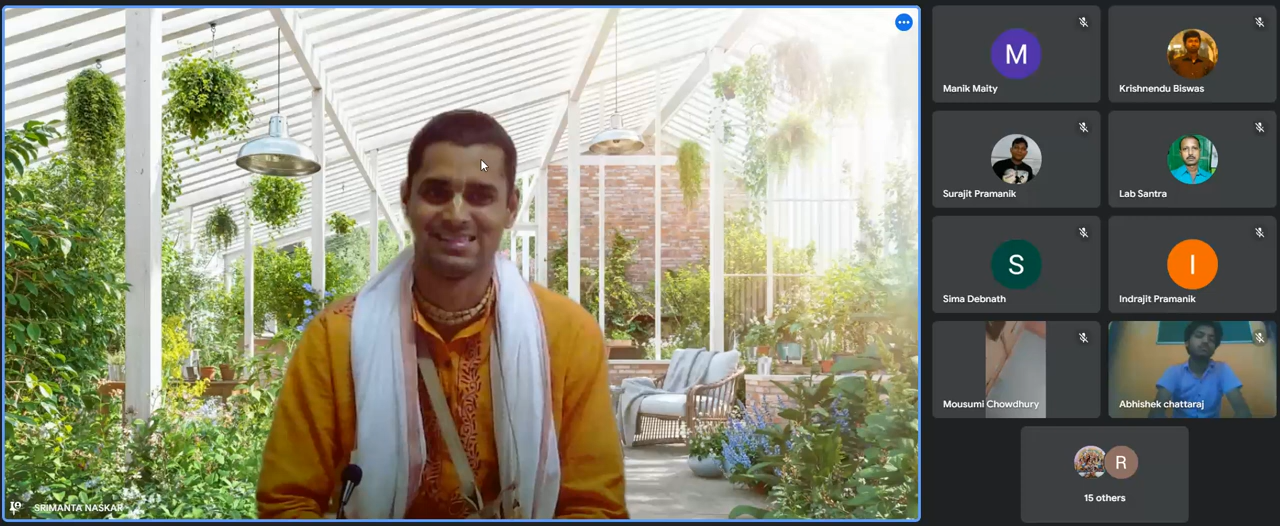 SRIMANTA NASKAR
M
Manik Maity
Krishnendu Biswas
Surajit Pramanik
Lab Santra
S
Sima Debnath
I
Indrajit Pramanik
Mousumi Chowdhury
Abhishek chattaraj
R
15 others